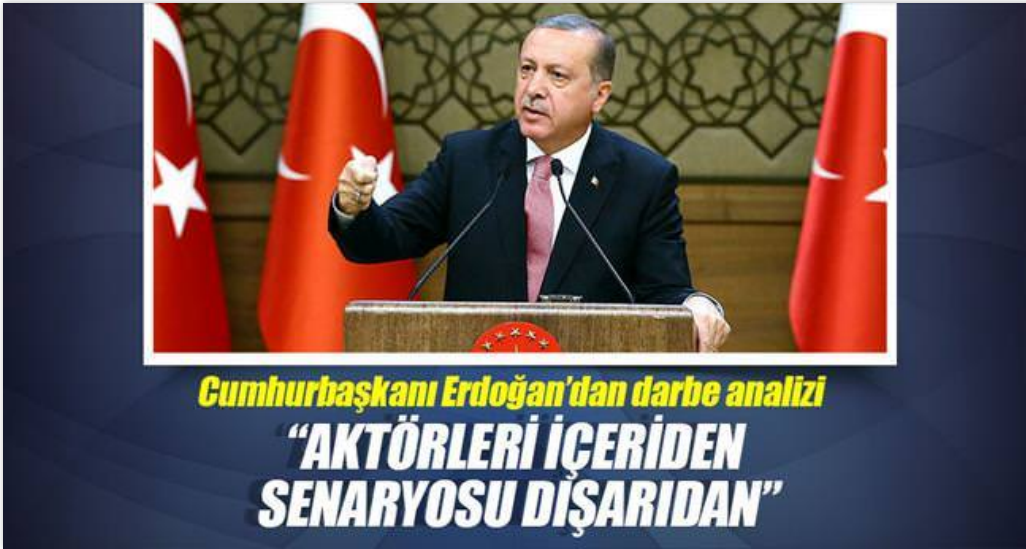 Cumhurbaşkanı Erdoğan’dan darbe analizi
“AKTÖRLERİ İÇERİDEN
SENARYOSU DIŞARIDAN”